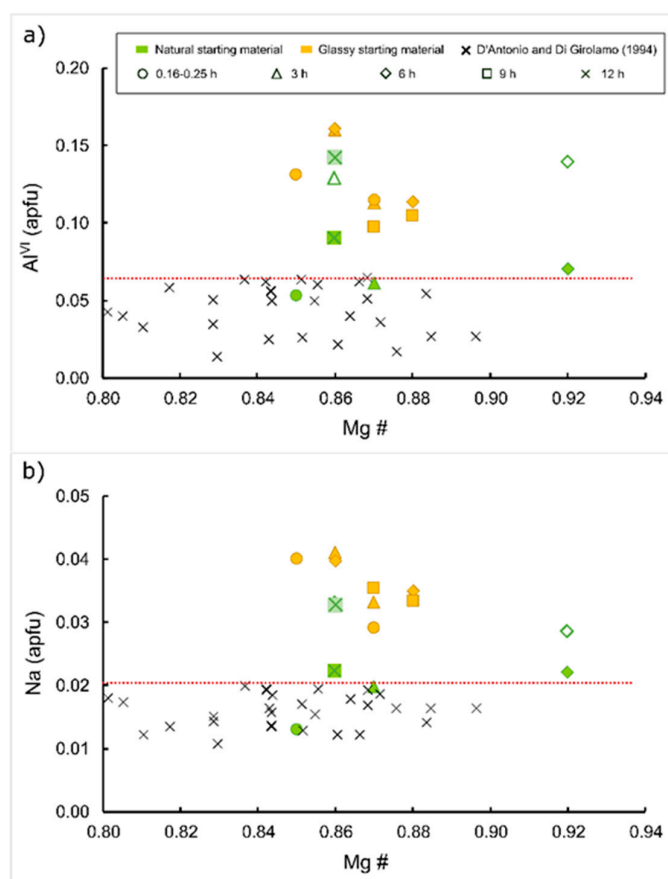 a)
Natural starting material Glassy starting material D'Antonio and Di Girolamo (1994)
0.16-0.25 h 3 h 6 h 9 h 12 h
0.20
0.15
0.10
0.05
0.00
Al^VI (apfu)
0.80 0.82 0.84 0.86 0.88 0.90 0.92 0.94
Mg #
b)
0.05
0.04
0.03
0.02
0.01
0.00
Na (apfu)
0.80 0.82 0.84 0.86 0.88 0.90 0.92 0.94
Mg #